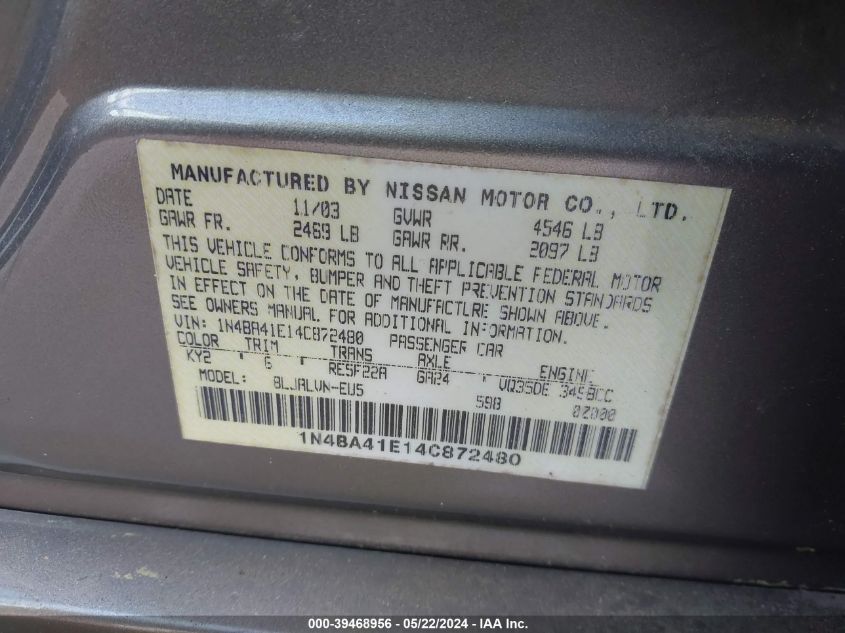 MANUFACTURED BY NISSAN MOTOR CO., LTD.
DATE 11/03 GVWR 4546 LB
GAWR FR. 2469 LB GAWR RR. 2097 LB
THIS VEHICLE CONFORMS TO ALL APPLICABLE FEDERAL MOTOR
VEHICLE SAFETY, BUMPER AND THEFT PREVENTION STANDARDS
IN EFFECT ON THE DATE OF MANUFACTURE SHOWN ABOVE.
SEE OWNERS MANUAL FOR ADDITIONAL INFORMATION.
VIN: 1N4BA41E14C872480 PASSENGER CAR
COLOR TRIM TRANS AXLE ENGINE
KY2 G RE5F22A GA24 VQ35DE 3498CC
MODEL: BLJALVN-EU5 598 02000
1N4BA41E14C872480
000-39468956 - 05/22/2024 - IAA Inc.